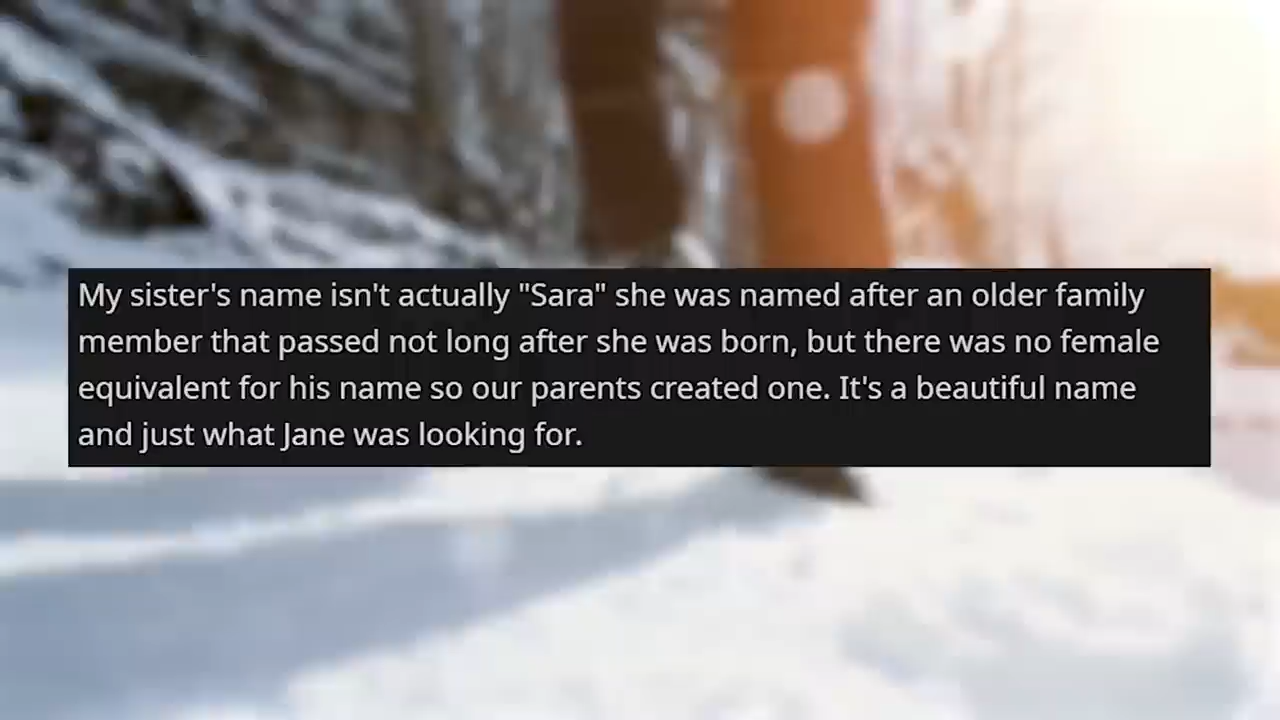 My sister's name isn't actually "Sara" she was named after an older family
member that passed not long after she was born, but there was no female
equivalent for his name so our parents created one. It's a beautiful name
and just what Jane was looking for.